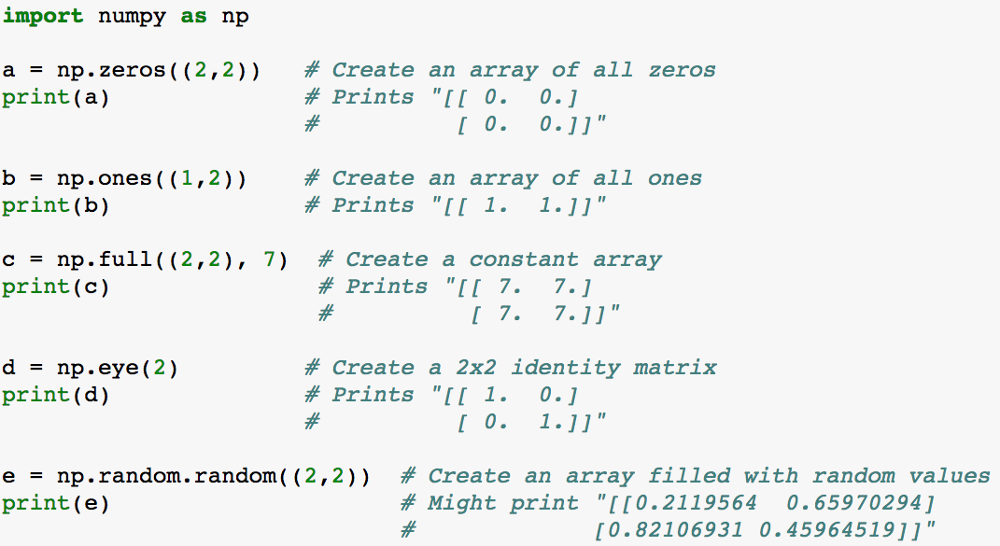 import numpy as np
a = np.zeros((2,2))   # Create an array of all zeros
print(a)              # Prints "[[ 0.  0.]
                      #          [ 0.  0.]]"
b = np.ones((1,2))    # Create an array of all ones
print(b)              # Prints "[[ 1.  1.]]"
c = np.full((2,2), 7)  # Create a constant array
print(c)               # Prints "[[ 7.  7.]
                       #          [ 7.  7.]]"
d = np.eye(2)         # Create a 2x2 identity matrix
print(d)              # Prints "[[ 1.  0.]
                      #          [ 0.  1.]]"
e = np.random.random((2,2))  # Create an array filled with random values
print(e)                     # Might print "[[0.2119564  0.65970294]
                             #             [0.82106931 0.45964519]]"